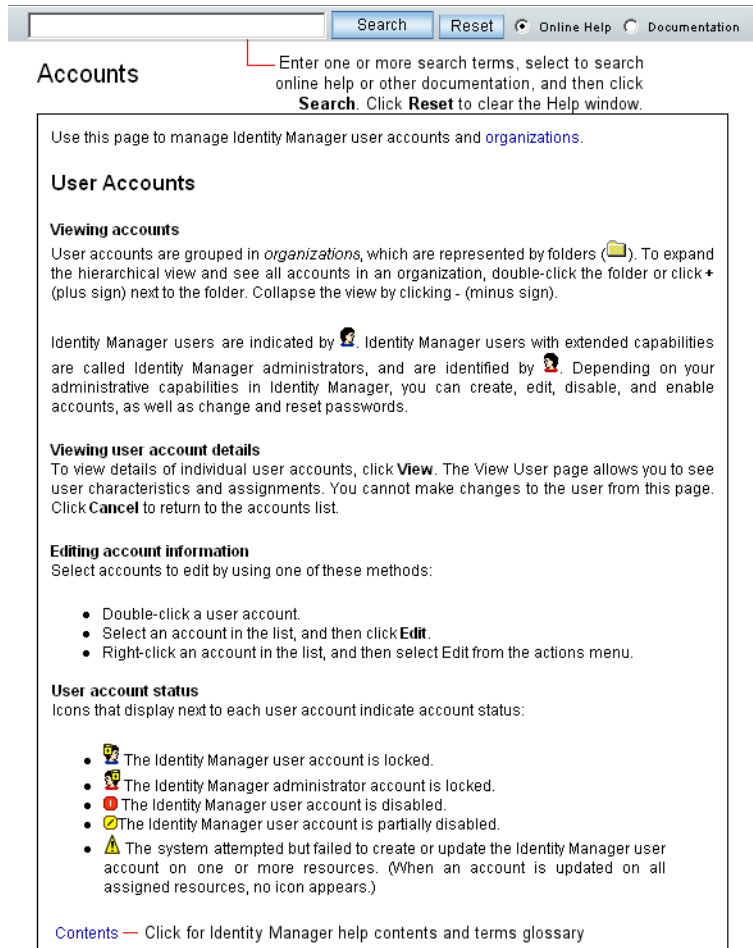 Search Reset Online Help Documentation
Accounts
Enter one or more search terms, select to search
online help or other documentation, and then click
Search. Click Reset to clear the Help window.
Use this page to manage Identity Manager user accounts and organizations.
User Accounts
Viewing accounts
User accounts are grouped in organizations, which are represented by folders ( ). To expand
the hierarchical view and see all accounts in an organization, double-click the folder or click +
(plus sign) next to the folder. Collapse the view by clicking - (minus sign).
Identity Manager users are indicated by . Identity Manager users with extended capabilities
are called Identity Manager administrators, and are identified by . Depending on your
administrative capabilities in Identity Manager, you can create, edit, disable, and enable
accounts, as well as change and reset passwords.
Viewing user account details
To view details of individual user accounts, click View. The View User page allows you to see
user characteristics and assignments. You cannot make changes to the user from this page.
Click Cancel to return to the accounts list.
Editing account information
Select accounts to edit by using one of these methods:
• Double-click a user account.
• Select an account in the list, and then click Edit.
• Right-click an account in the list, and then select Edit from the actions menu.
User account status
Icons that display next to each user account indicate account status:
• The Identity Manager user account is locked.
• The Identity Manager administrator account is locked.
• The Identity Manager user account is disabled.
• The Identity Manager user account is partially disabled.
• The system attempted but failed to create or update the Identity Manager user
account on one or more resources. (When an account is updated on all
assigned resources, no icon appears.)
Contents — Click for Identity Manager help contents and terms glossary